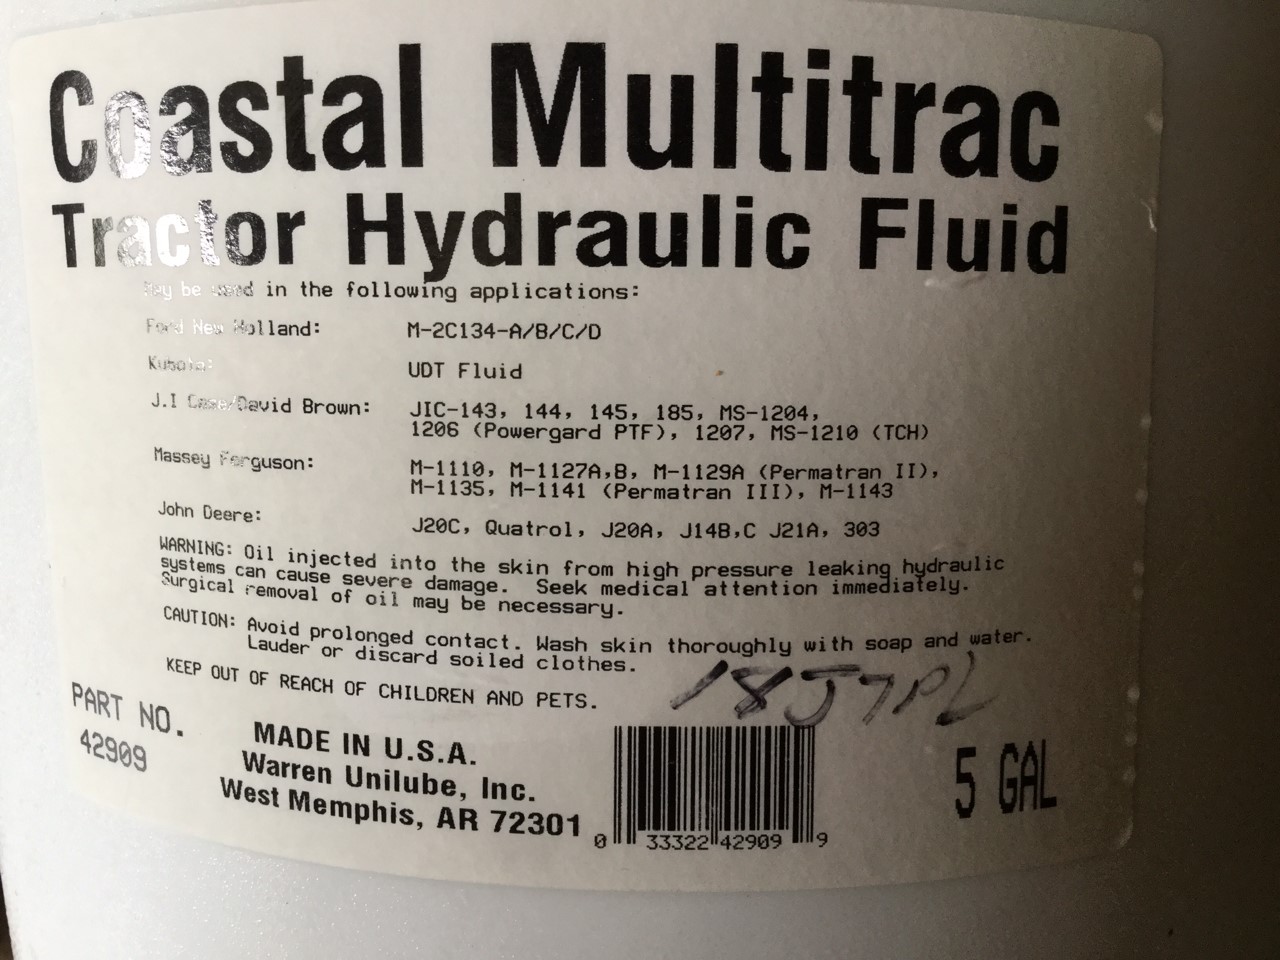 Coastal Multitrac
Tractor Hydraulic Fluid
May be used in the following applications:
Ford New Holland: M-2C134-A/B/C/D
Kubota: UDT Fluid
J.I Case/David Brown: JIC-143, 144, 145, 185, MS-1204,
1206 (Powergard PTF), 1207, MS-1210 (TCH)
Massey Ferguson: M-1110, M-1127A,B, M-1129A (Permatran II),
M-1135, M-1141 (Permatran III), M-1143
John Deere: J20C, Quatrol, J20A, J14B,C J21A, 303
WARNING: Oil injected into the skin from high pressure leaking hydraulic
systems can cause severe damage. Seek medical attention immediately.
Surgical removal of oil may be necessary.
CAUTION: Avoid prolonged contact. Wash skin thoroughly with soap and water.
Lauder or discard soiled clothes.
KEEP OUT OF REACH OF CHILDREN AND PETS.
18J7PL
PART NO.
42909
MADE IN U.S.A.
Warren Unilube, Inc.
West Memphis, AR 72301
0 33322 42909 9
5 GAL